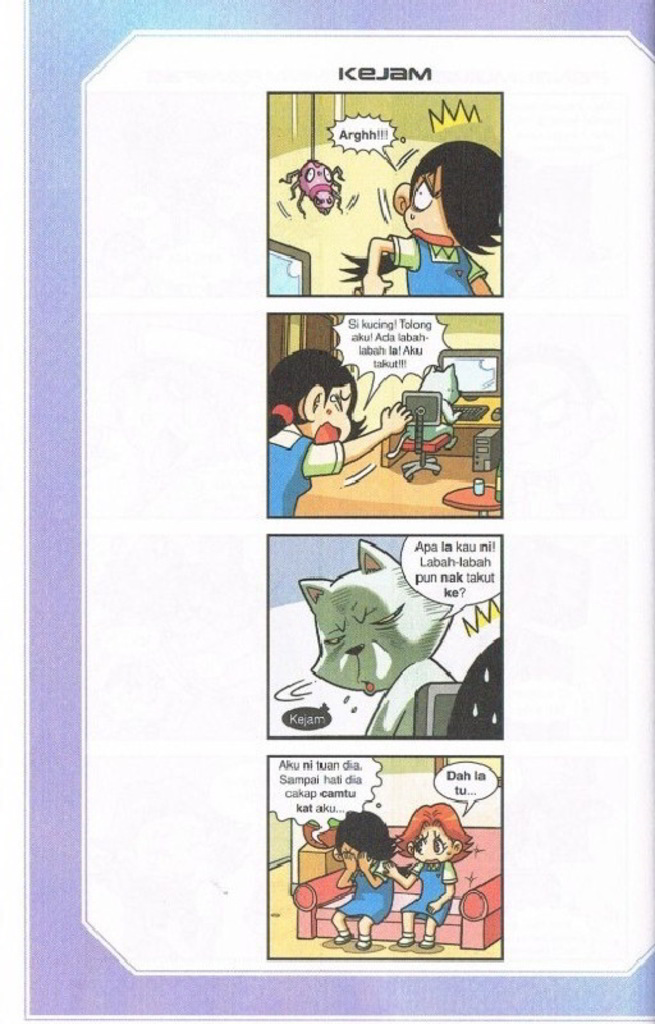 KEJAM
Arghh!!!
Si kucing! Tolong
aku! Ada labah-
labah la! Aku
takut!!!
Apa la kau ni!
Labah-labah
pun nak takut
ke?
Kejam
Aku ni tuan dia.
Sampai hati dia
cakap camtu
kat aku...
Dah la
tu...